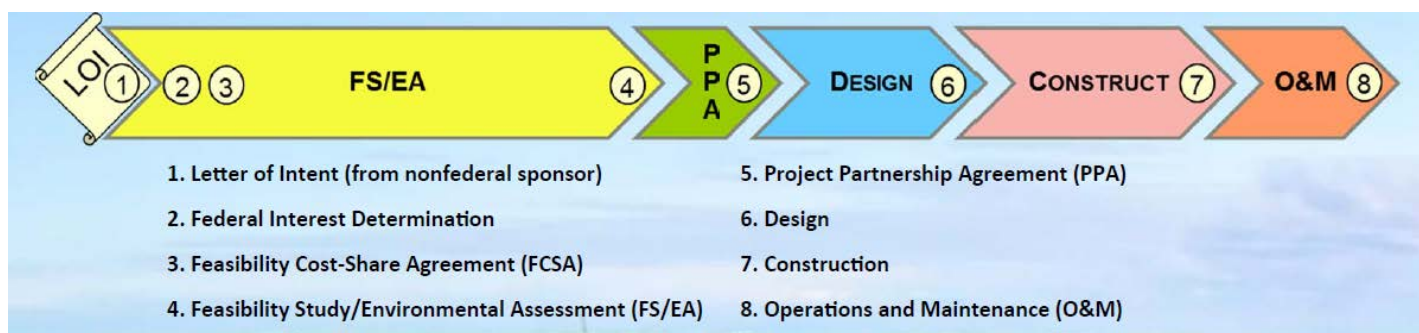 LOI 1 2 3 FS/EA 4 PPA 5 DESIGN 6 CONSTRUCT 7 O&M 8
1. Letter of Intent (from nonfederal sponsor)
2. Federal Interest Determination
3. Feasibility Cost-Share Agreement (FCSA)
4. Feasibility Study/Environmental Assessment (FS/EA)
5. Project Partnership Agreement (PPA)
6. Design
7. Construction
8. Operations and Maintenance (O&M)